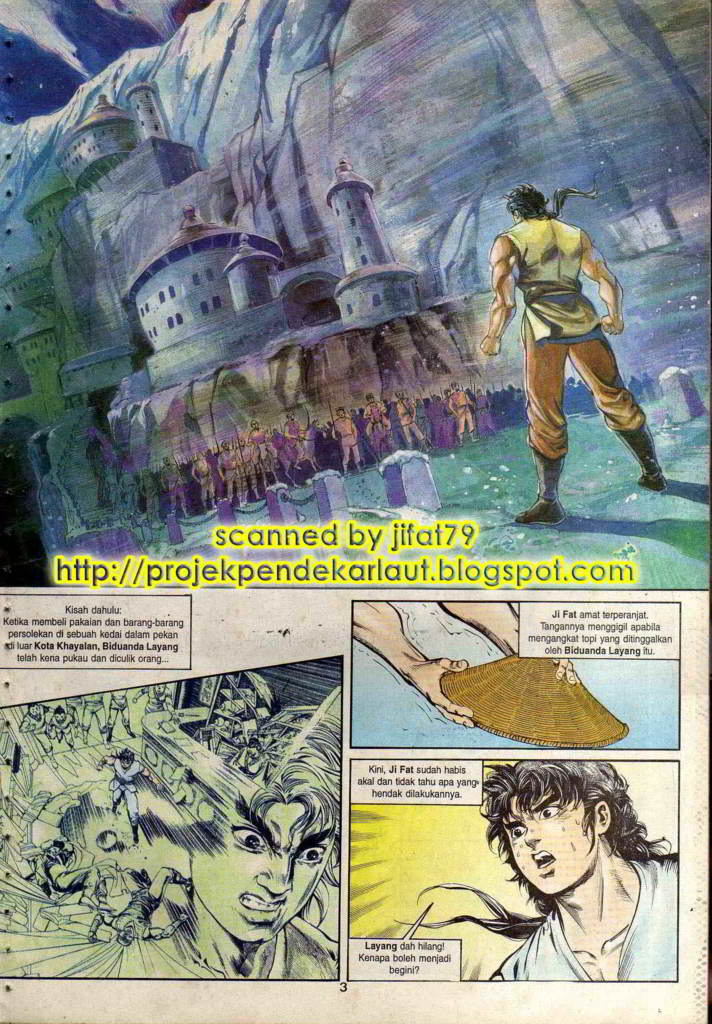 scanned by jifat79
http://projekpendekarlaut.blogspot.com
Kisah dahulu:
Ketika membeli pakaian dan barang-barang
persolekan di sebuah kedai dalam pekan
di luar Kota Khayalan, Biduanda Layang
telah kena pukau dan diculik orang...
Ji Fat amat terperanjat.
Tangannya menggigil apabila
mengangkat topi yang ditinggalkan
oleh Biduanda Layang itu.
Kini, Ji Fat sudah habis
akal dan tidak tahu apa yang
hendak dilakukannya.
Layang dah hilang!
Kenapa boleh menjadi
begini?
3